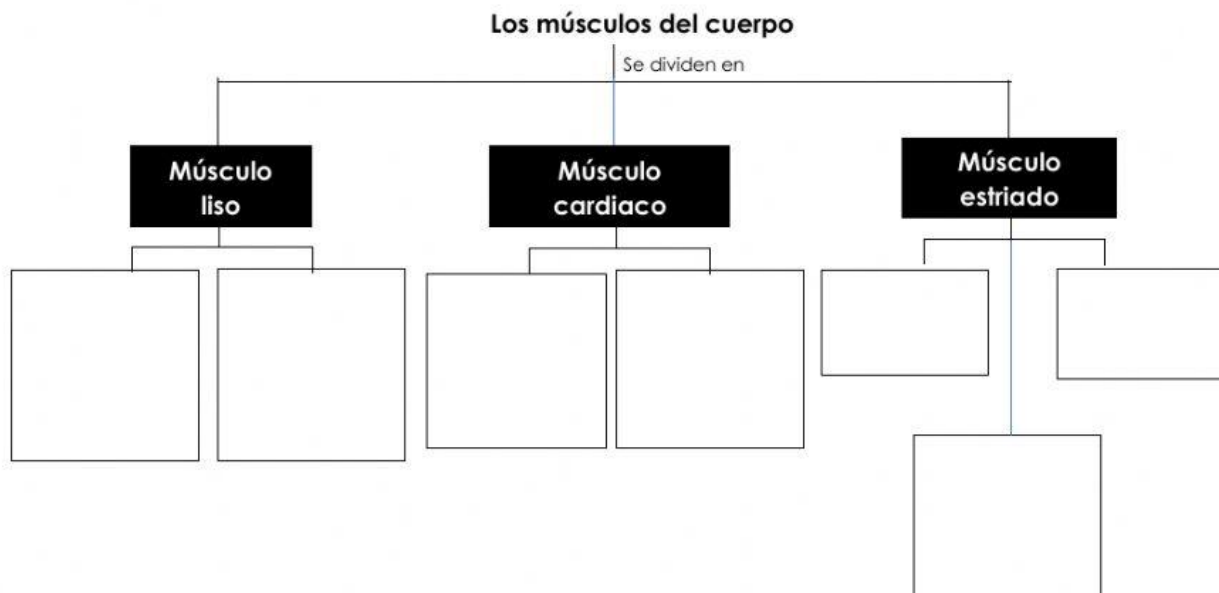 Los músculos del cuerpo
Se dividen en
Músculo
liso
Músculo
cardiaco
Músculo
estriado